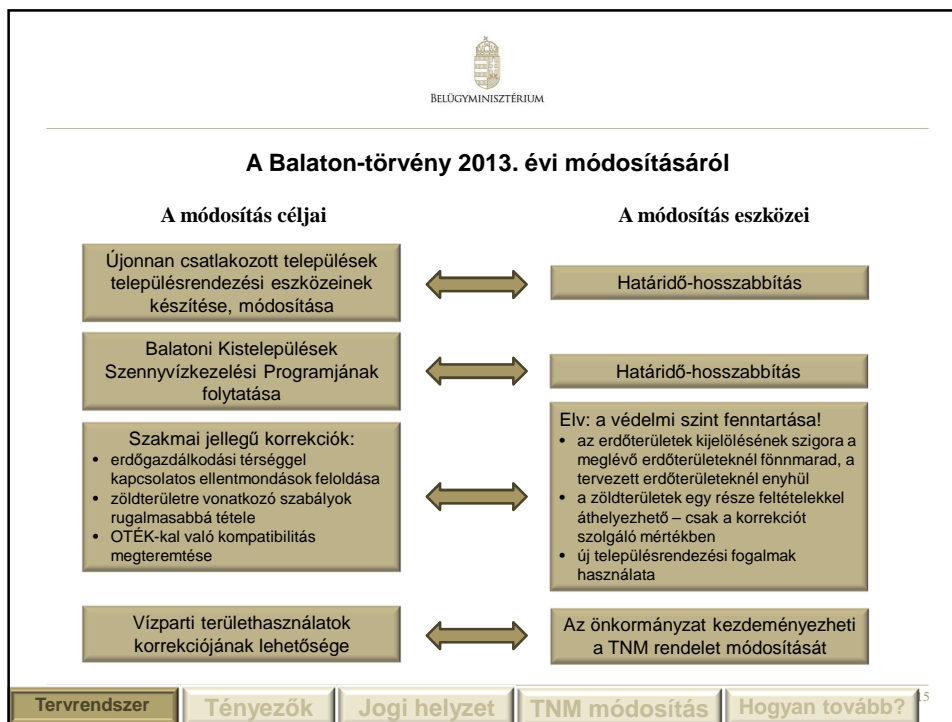 BELÜGYMINISZTÉRIUM
A Balaton-törvény 2013. évi módosításáról
A módosítás céljai
A módosítás eszközei
Újonnan csatlakozott települések
településrendezési eszközeinek
készítése, módosítása
Határidő-hosszabbítás
Balatoni Kistelepülések
Szennyvízkezelési Programjának
folytatása
Határidő-hosszabbítás
Szakmai jellegű korrekciók:
• erdőgazdálkodási térséggel
kapcsolatos ellentmondások feloldása
• zöldterületre vonatkozó szabályok
rugalmasabbá tétele
• OTÉK-kal való kompatibilitás
megteremtése
Elv: a védelmi szint fenntartása!
• az erdőterületek kijelölésének szigora a
meglévő erdőterületeknél fönnmarad, a
tervezett erdőterületeknél enyhül
• a zöldterületek egy része feltételekkel
áthelyezhető – csak a korrekciót
szolgáló mértékben
• új településrendezési fogalmak
használata
Vízparti területhasználatok
korrekciójának lehetősége
Az önkormányzat kezdeményezheti
a TNM rendelet módosítását
Tervrendszer
Tényezők
Jogi helyzet
TNM módosítás
Hogyan tovább?
15